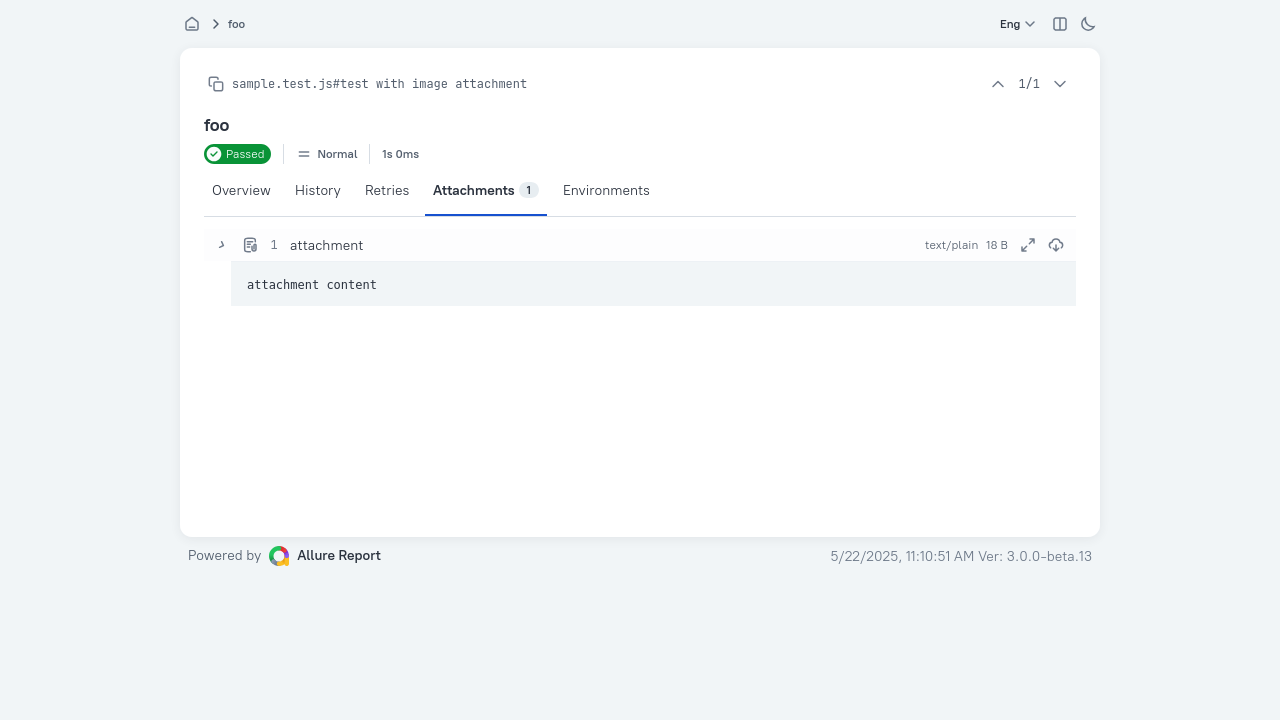 foo
Eng
sample.test.js#test with image attachment
1/1
foo
Passed
Normal
1s 0ms
Overview
History
Retries
Attachments 1
Environments
1 attachment
text/plain 18 B
attachment content
Powered by Allure Report
5/22/2025, 11:10:51 AM Ver: 3.0.0-beta.13